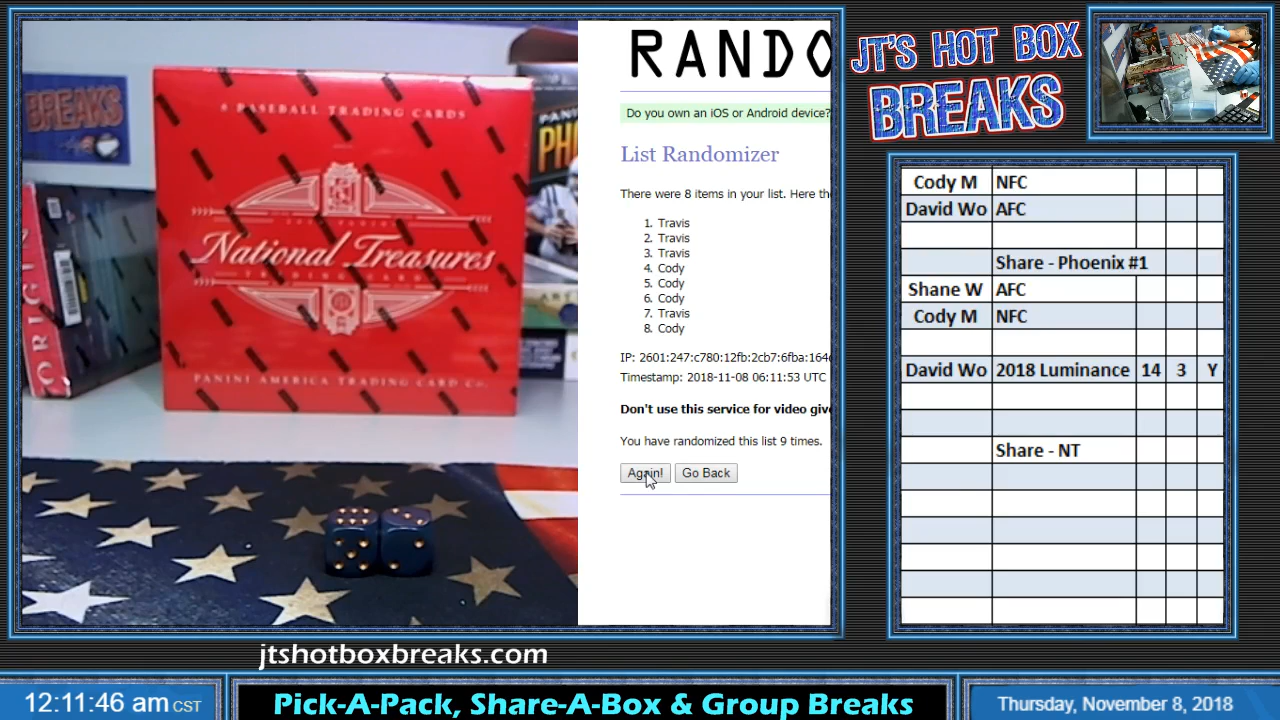 BREAKS
6 BASEBALL TRADING CARDS
National Treasures
TRADING CARDS
PANINI AMERICA TRADING CARD Co.
PANI
PHO
ORIGI
RANDO
Do you own an iOS or Android device?
List Randomizer
There were 8 items in your list. Here th
1. Travis
2. Travis
3. Travis
4. Cody
5. Cody
6. Cody
7. Travis
8. Cody
IP: 2601:247:c780:12fb:2cb7:6fba:164
Timestamp: 2018-11-08 06:11:53 UTC
Don't use this service for video giv
You have randomized this list 9 times.
Again! Go Back
JT'S HOT BOX
BREAKS
Cody M NFC
David Wo AFC
Share - Phoenix #1
Shane W AFC
Cody M NFC
David Wo 2018 Luminance 14 3 Y
Share - NT
jtshotboxbreaks.com
12:11:46 am CST
Pick-A-Pack, Share-A-Box & Group Breaks
Thursday, November 8, 2018